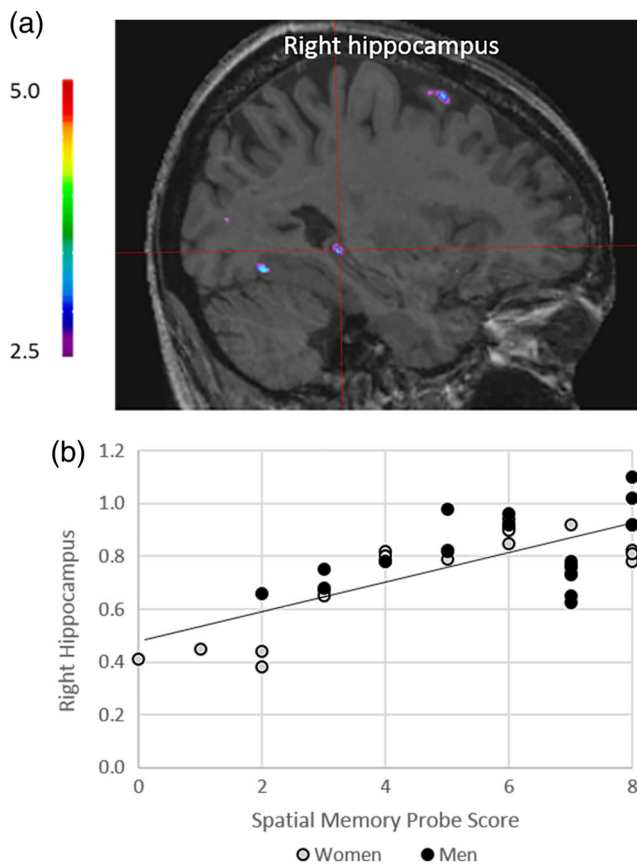 (a)
Right hippocampus
5.0
2.5
(b)
1.2
1.0
0.8
0.6
0.4
0.2
0.0
0 2 4 6 8
Right Hippocampus
Spatial Memory Probe Score
Women Men